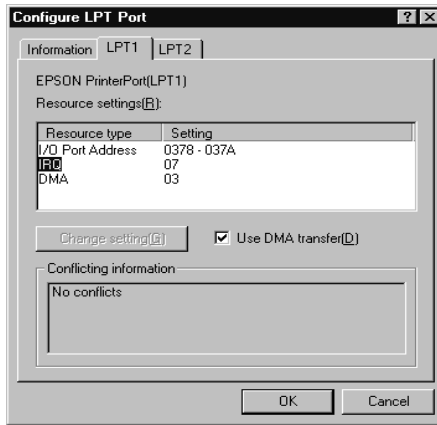 Configure LPT Port
Information LPT1 LPT2
EPSON PrinterPort(LPT1)
Resource settings(R):
Resource type Setting
I/O Port Address 0378 - 037A
IRQ 07
DMA 03
Change setting(G) Use DMA transfer(D)
Conflicting information
No conflicts
OK Cancel